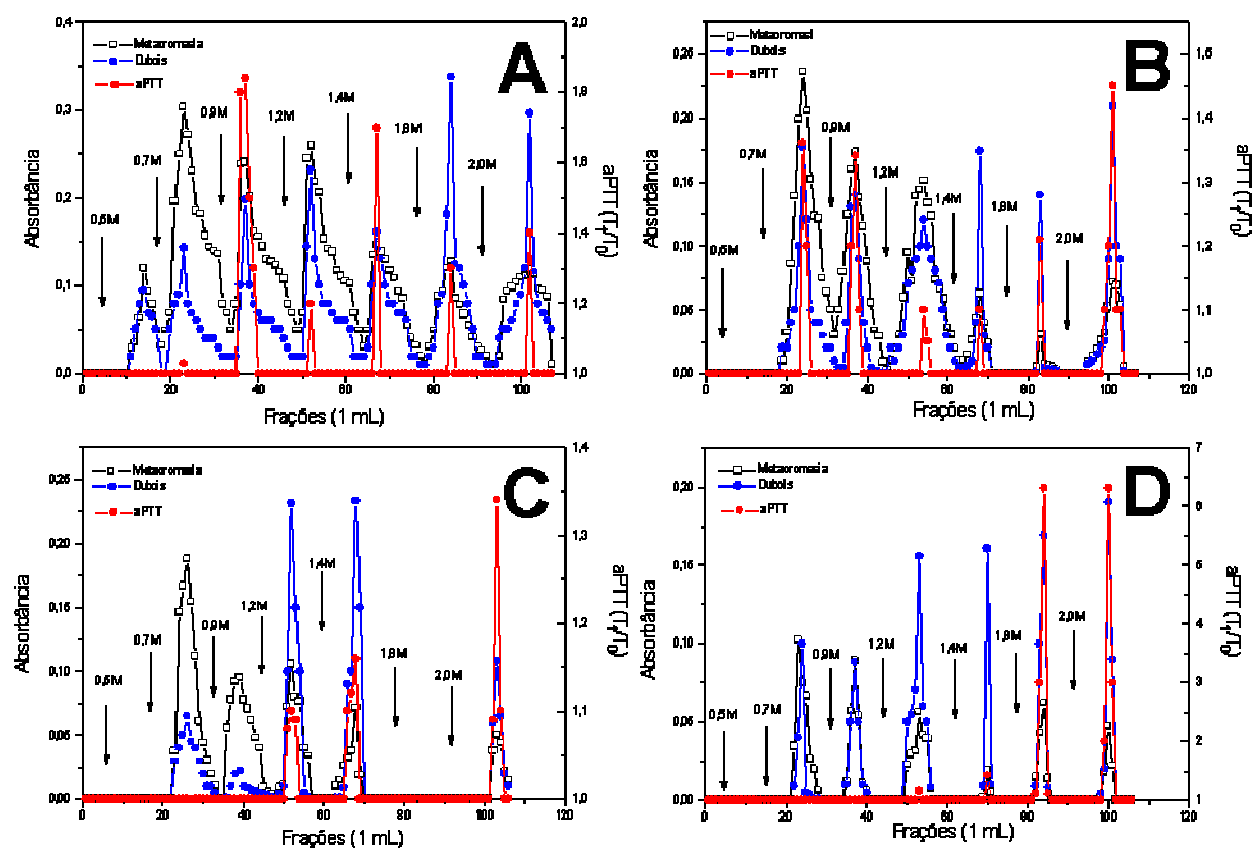 A
Metacromasia
Dubois
aPTT
0,5M
0,7M
0,9M
1,2M
1,4M
1,8M
2,0M
0,0
0,1
0,2
0,3
0,4
1,0
1,2
1,4
1,6
1,8
2,0
0
20
40
60
80
100
Absorbância
aPTT (T₁/T₀)
Frações (1 mL)
B
Metacromasi
Dubois
aPTT
0,5M
0,7M
0,9M
1,2M
1,4M
1,8M
2,0M
0,00
0,05
0,10
0,15
0,20
0,25
1,0
1,1
1,2
1,3
1,4
1,5
0
20
40
60
80
100
120
Absorbância
aPTT (T₁/T₀)
Frações (1 mL)
C
Metacromasia
Dubois
aPTT
0,5M
0,7M
0,9M
1,2M
1,4M
1,8M
2,0M
0,00
0,05
0,10
0,15
0,20
0,25
1,0
1,1
1,2
1,3
1,4
0
20
40
60
80
100
120
Absorbância
aPTT (T₁/T₀)
Frações (1 mL)
D
Metacromasia
Dubois
aPTT
0,5M
0,7M
0,9M
1,2M
1,4M
1,8M
2,0M
0,00
0,05
0,10
0,15
0,20
1
2
3
4
5
6
7
0
20
40
60
80
100
120
Absorbância
aPTT (T₁/T₀)
Frações (1 mL)